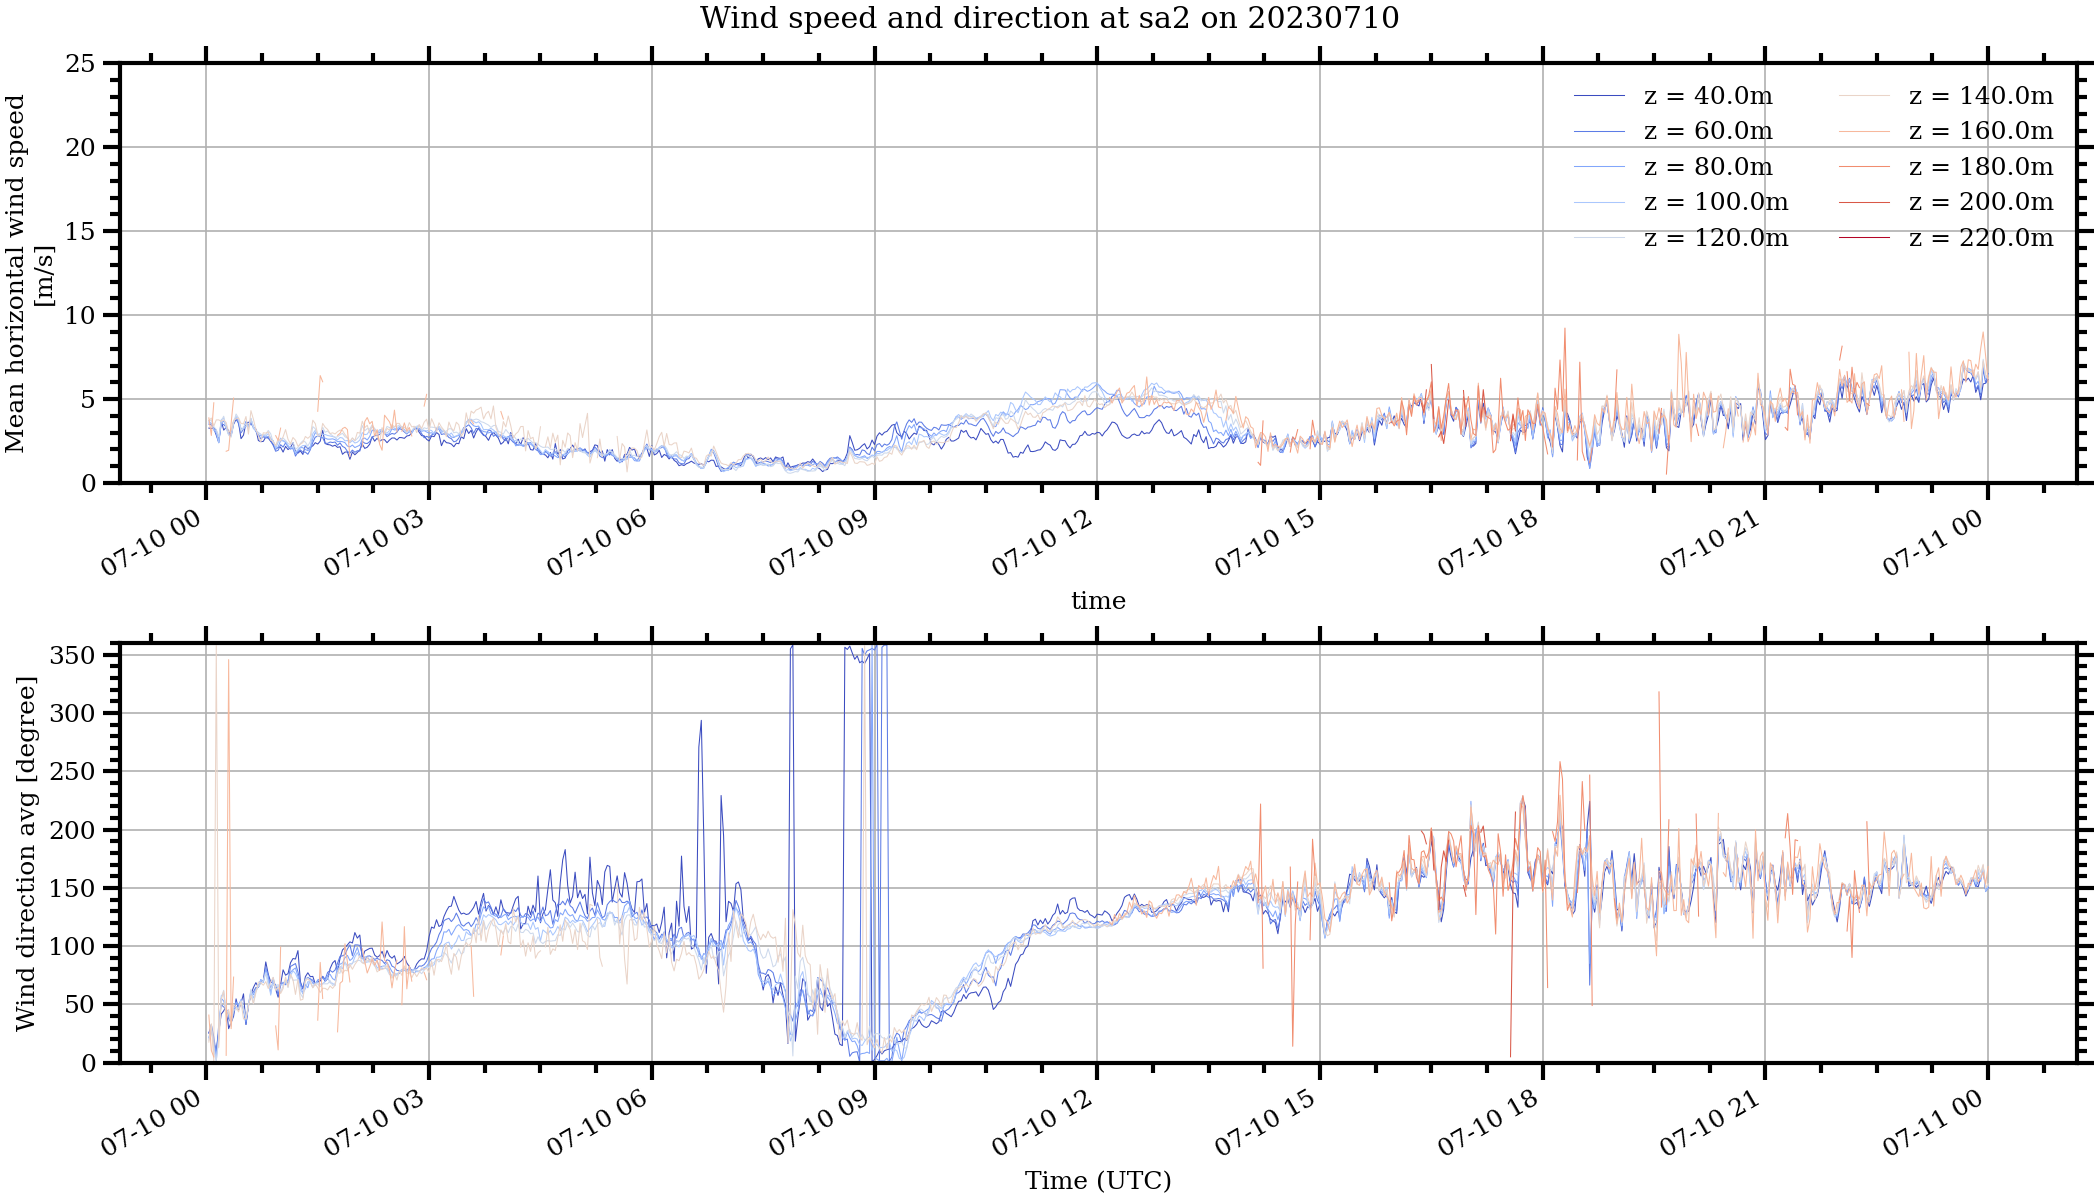 Wind speed and direction at sa2 on 20230710
Mean horizontal wind speed
[m/s]
25
20
15
10
5
0
z = 40.0m
z = 60.0m
z = 80.0m
z = 100.0m
z = 120.0m
z = 140.0m
z = 160.0m
z = 180.0m
z = 200.0m
z = 220.0m
07-10 00
07-10 03
07-10 06
07-10 09
07-10 12
07-10 15
07-10 18
07-10 21
07-11 00
time
Wind direction avg [degree]
350
300
250
200
150
100
50
0
07-10 00
07-10 03
07-10 06
07-10 09
07-10 12
07-10 15
07-10 18
07-10 21
07-11 00
Time (UTC)